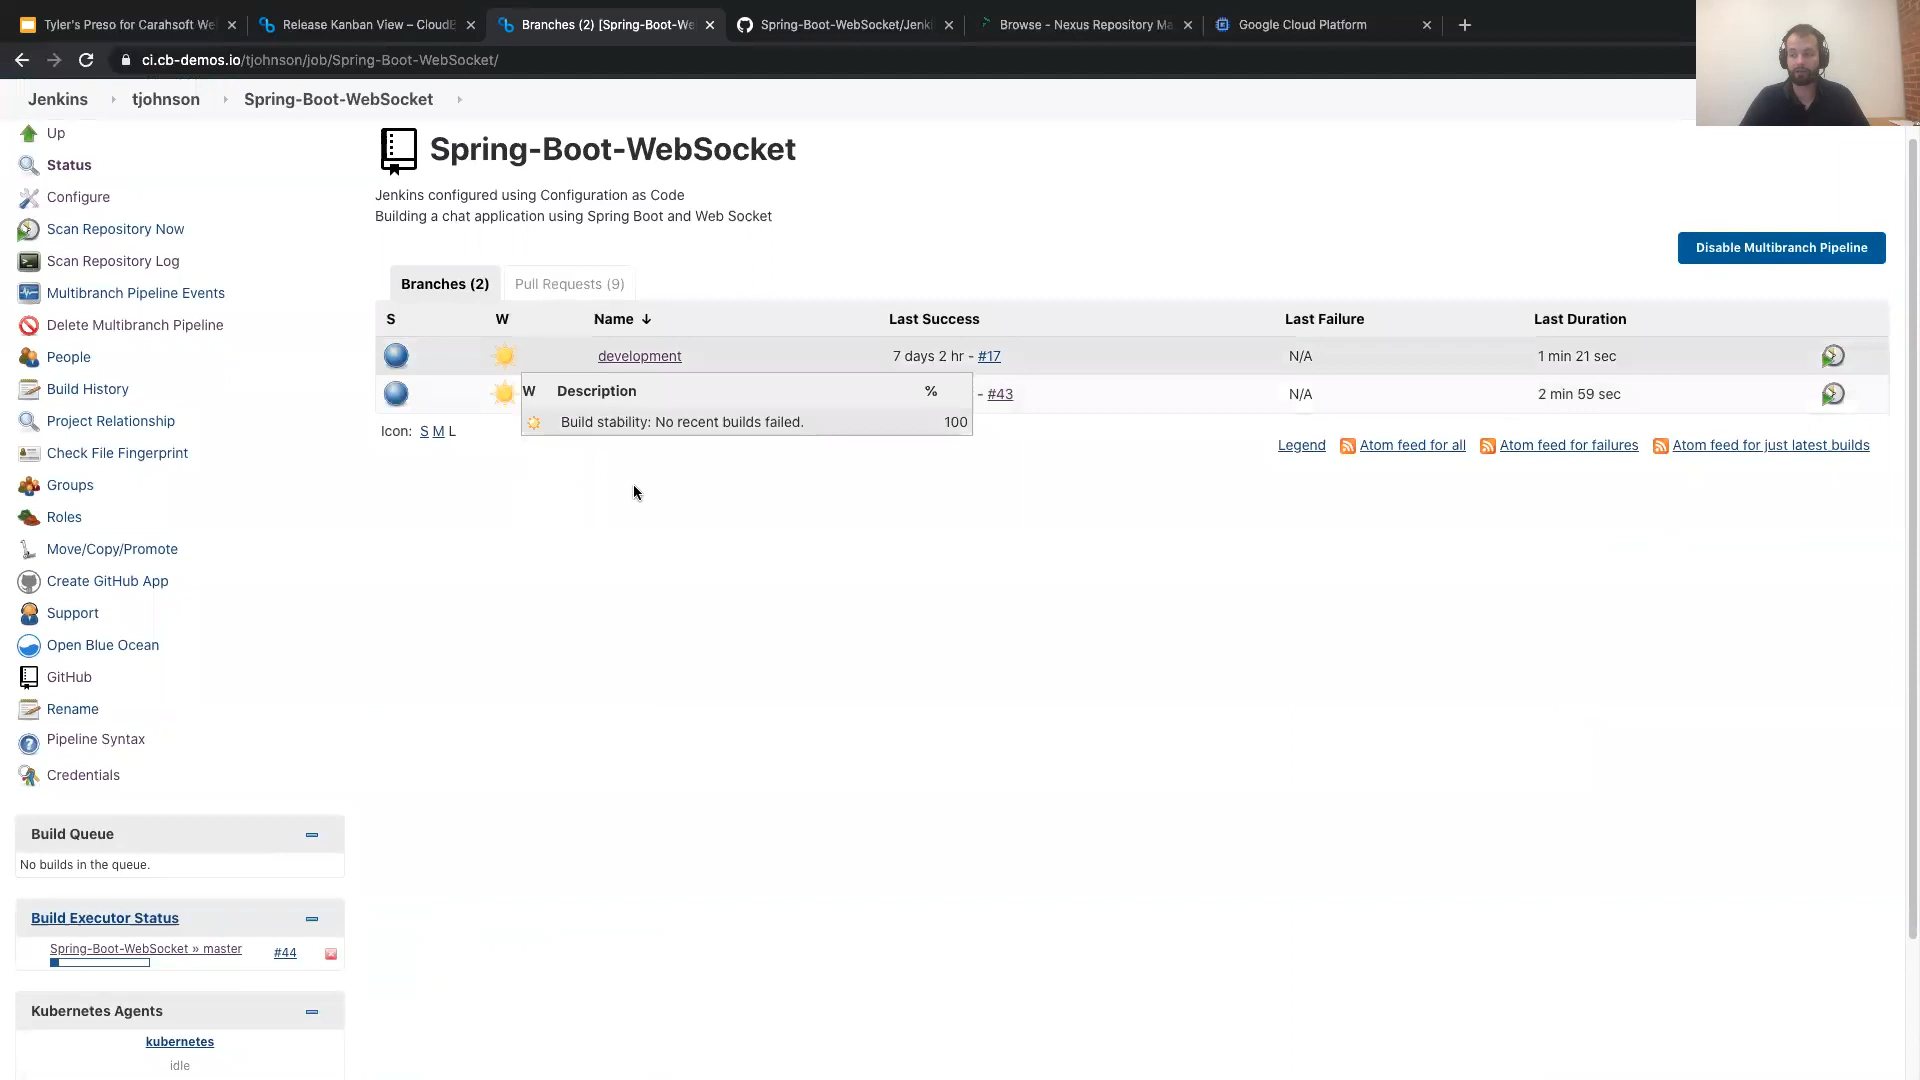 Tyler's Preso for Carahsoft We
Release Kanban View – CloudB
Branches (2) [Spring-Boot-We
Spring-Boot-WebSocket/Jenki
Browse - Nexus Repository Ma
Google Cloud Platform
ci.cb-demos.io/tjohnson/job/Spring-Boot-WebSocket/
Jenkins tjohnson Spring-Boot-WebSocket
Up
Status
Configure
Scan Repository Now
Scan Repository Log
Multibranch Pipeline Events
Delete Multibranch Pipeline
People
Build History
Project Relationship
Check File Fingerprint
Groups
Roles
Move/Copy/Promote
Create GitHub App
Support
Open Blue Ocean
GitHub
Rename
Pipeline Syntax
Credentials
Build Queue
No builds in the queue.
Build Executor Status
Spring-Boot-WebSocket » master #44
Kubernetes Agents
kubernetes
idle
Spring-Boot-WebSocket
Jenkins configured using Configuration as Code
Building a chat application using Spring Boot and Web Socket
Disable Multibranch Pipeline
Branches (2) Pull Requests (9)
S W Name ↓ Last Success Last Failure Last Duration
development 7 days 2 hr - #17 N/A 1 min 21 sec
- #43 N/A 2 min 59 sec
W Description %
Build stability: No recent builds failed. 100
Icon: S M L
Legend Atom feed for all Atom feed for failures Atom feed for just latest builds